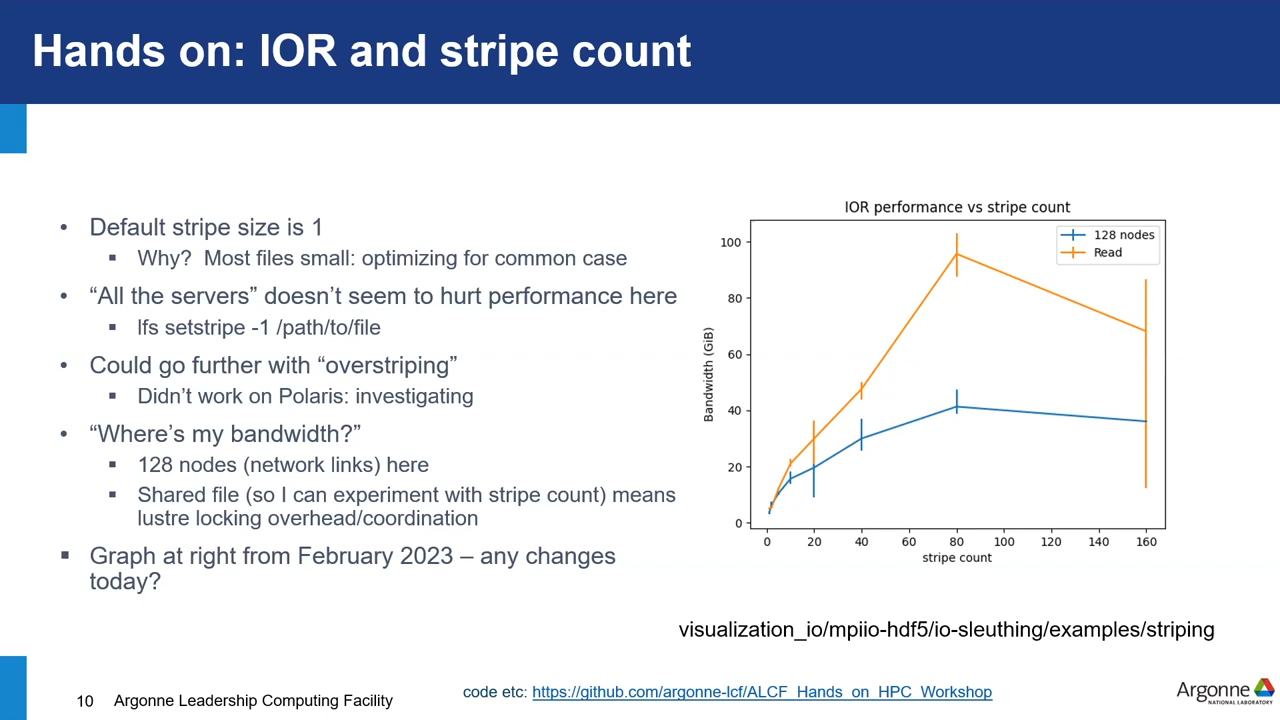 Hands on: IOR and stripe count
• Default stripe size is 1
▪ Why? Most files small: optimizing for common case
• “All the servers” doesn’t seem to hurt performance here
▪ lfs setstripe -1 /path/to/file
• Could go further with “overstriping”
▪ Didn’t work on Polaris: investigating
• “Where’s my bandwidth?”
▪ 128 nodes (network links) here
▪ Shared file (so I can experiment with stripe count) means
lustre locking overhead/coordination
▪ Graph at right from February 2023 – any changes
today?
IOR performance vs stripe count
128 nodes
Read
Bandwidth (GiB)
100
80
60
40
20
0
0 20 40 60 80 100 120 140 160
stripe count
visualization_io/mpiio-hdf5/io-sleuthing/examples/striping
10 Argonne Leadership Computing Facility
code etc: https://github.com/argonne-lcf/ALCF_Hands_on_HPC_Workshop
Argonne
NATIONAL LABORATORY